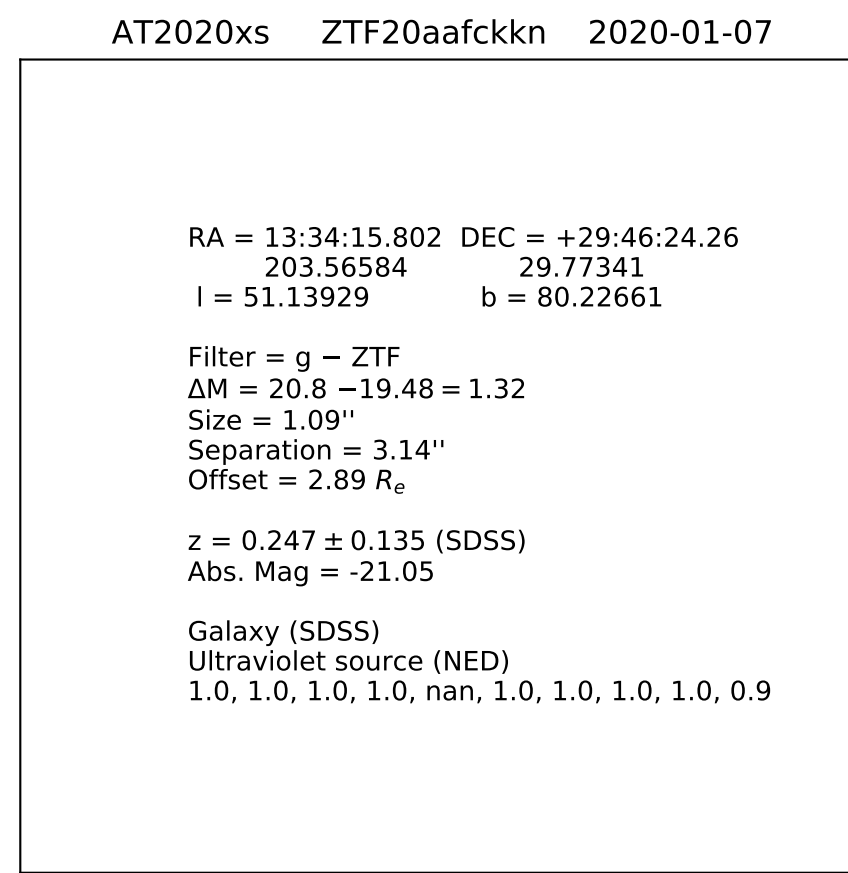 AT2020xs ZTF20aafckkn 2020-01-07
RA = 13:34:15.802 DEC = +29:46:24.26
203.56584 29.77341
l = 51.13929 b = 80.22661
Filter = g − ZTF
ΔM = 20.8 −19.48 = 1.32
Size = 1.09''
Separation = 3.14''
Offset = 2.89 Rₑ
z = 0.247 ± 0.135 (SDSS)
Abs. Mag = -21.05
Galaxy (SDSS)
Ultraviolet source (NED)
1.0, 1.0, 1.0, 1.0, nan, 1.0, 1.0, 1.0, 1.0, 0.9